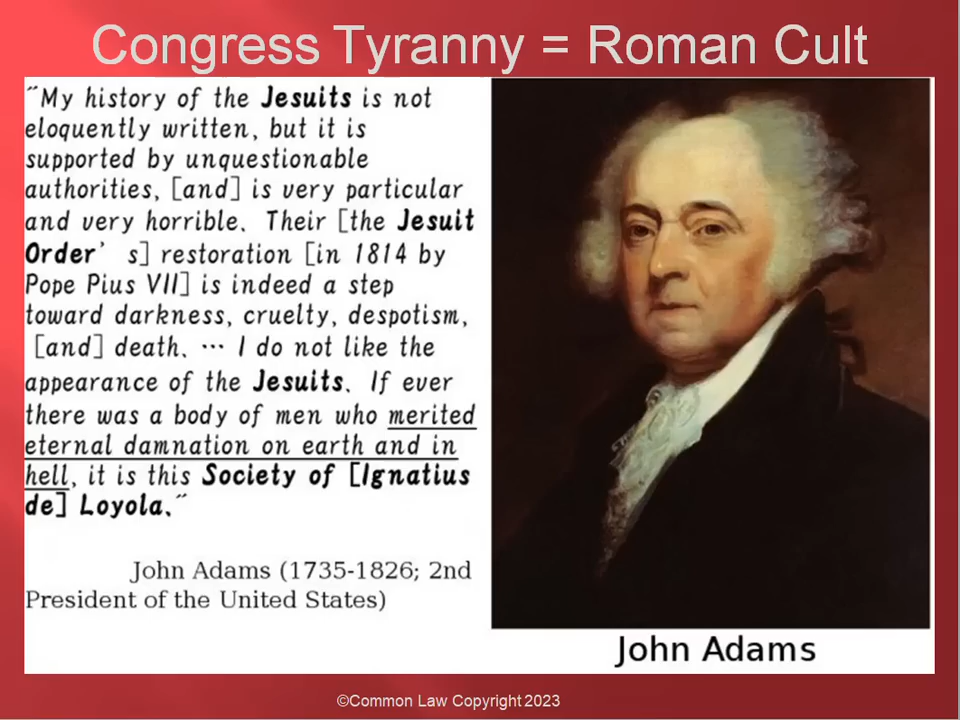 Congress Tyranny = Roman Cult
"My history of the Jesuits is not
eloquently written, but it is
supported by unquestionable
authorities, [and] is very particular
and very horrible. Their [the Jesuit
Order' s] restoration [in 1814 by
Pope Pius VII] is indeed a step
toward darkness, cruelty, despotism,
[and] death. … I do not like the
appearance of the Jesuits. If ever
there was a body of men who merited
eternal damnation on earth and in
hell, it is this Society of [Ignatius
de] Loyola."
John Adams (1735-1826; 2nd
President of the United States)
John Adams
©Common Law Copyright 2023